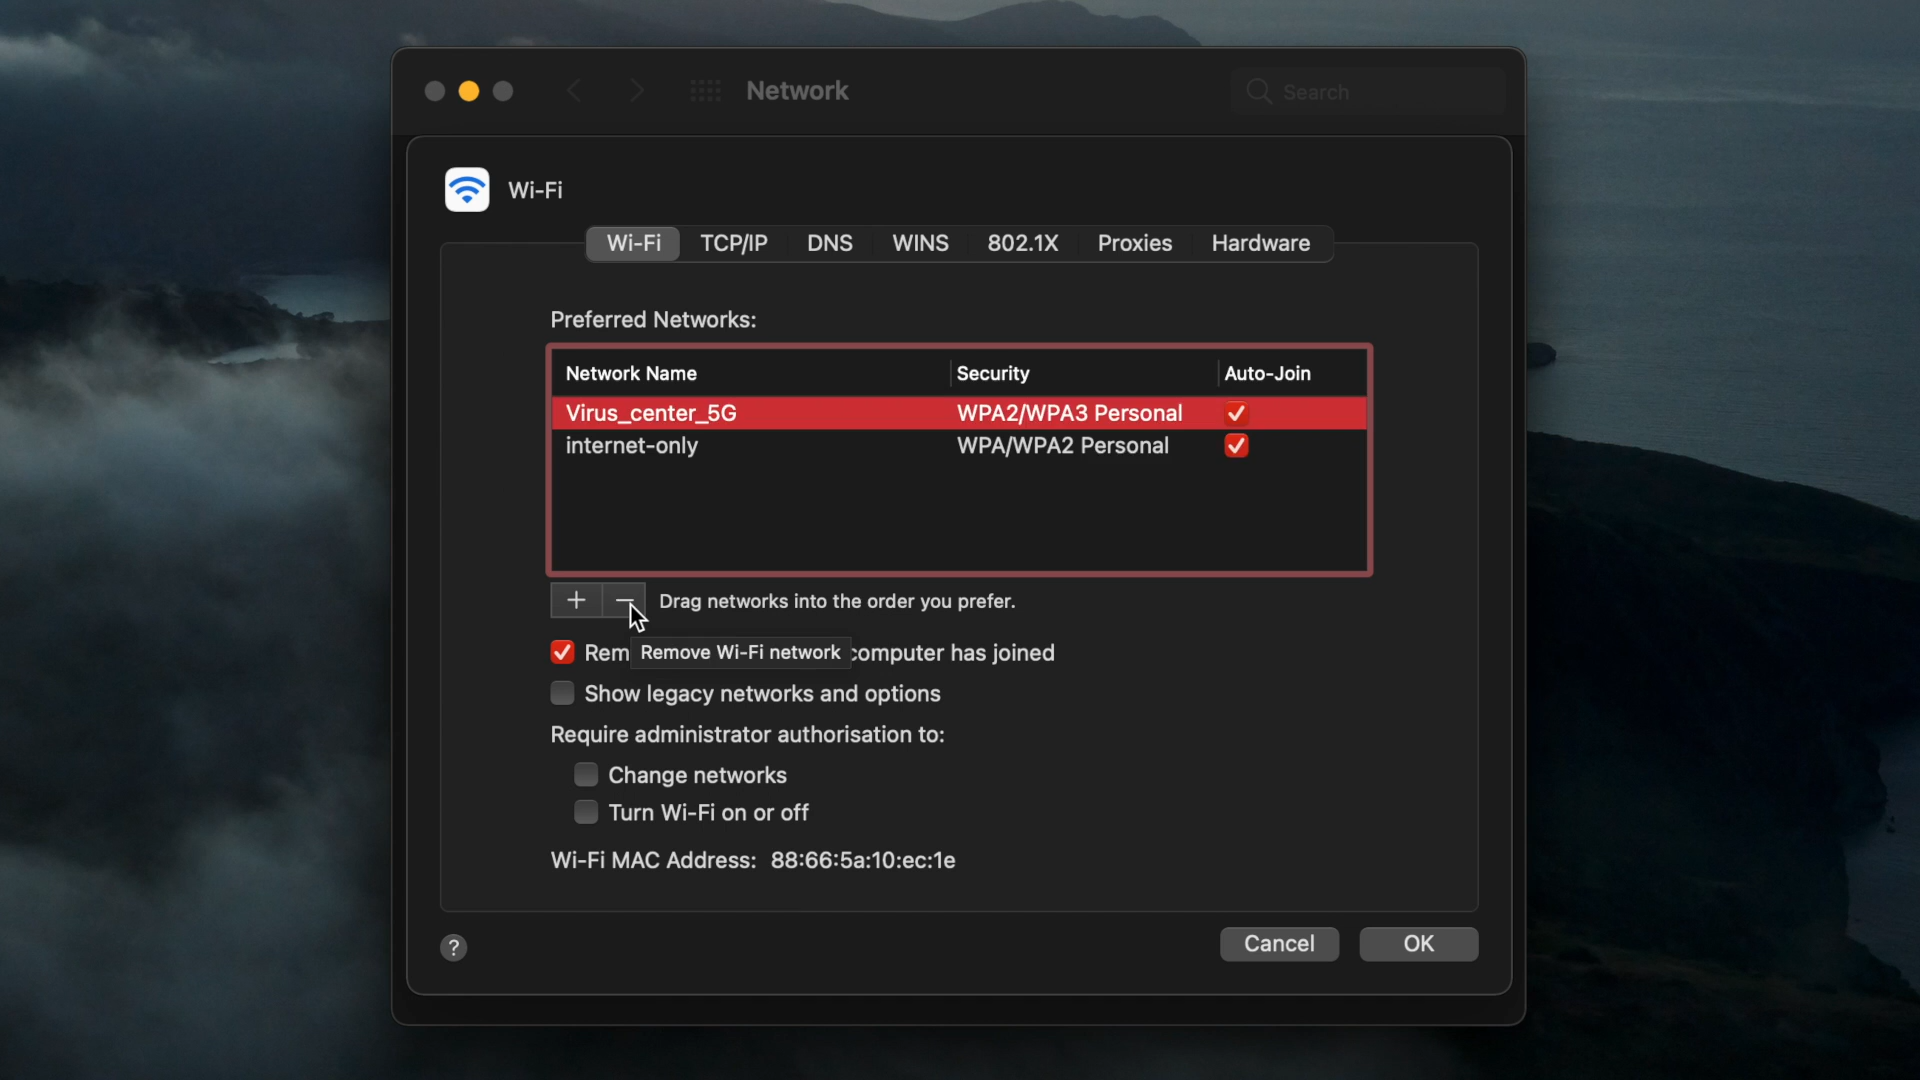 Network
Search
Wi-Fi
Wi-Fi TCP/IP DNS WINS 802.1X Proxies Hardware
Preferred Networks:
Network Name Security Auto-Join
Virus_center_5G WPA2/WPA3 Personal
internet-only WPA/WPA2 Personal
+ − Drag networks into the order you prefer.
Rem Remove Wi-Fi network computer has joined
Show legacy networks and options
Require administrator authorisation to:
Change networks
Turn Wi-Fi on or off
Wi-Fi MAC Address: 88:66:5a:10:ec:1e
? Cancel OK